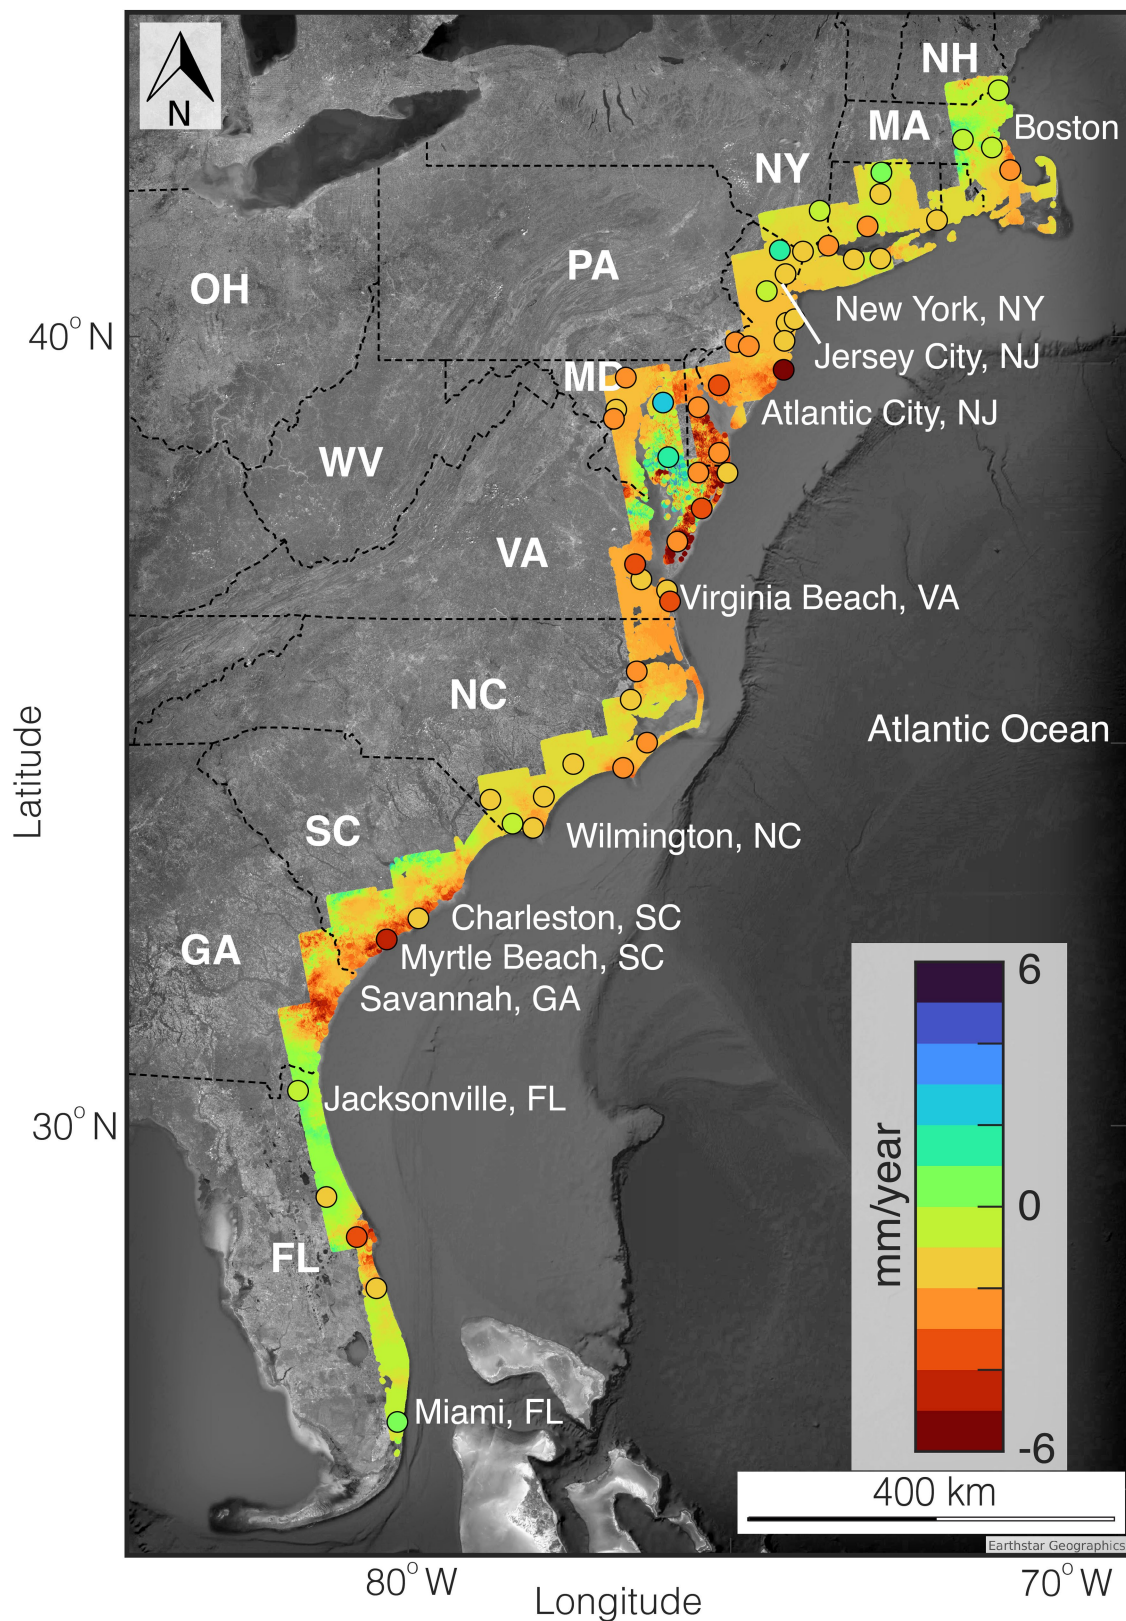 N
NH
MA
Boston
NY
PA
OH
New York, NY
40°N
Jersey City, NJ
MD
Atlantic City, NJ
WV
VA
Virginia Beach, VA
NC
Atlantic Ocean
Latitude
SC
Wilmington, NC
Charleston, SC
GA
Myrtle Beach, SC
Savannah, GA
6
Jacksonville, FL
30°N
mm/year
0
FL
Miami, FL
-6
400 km
Earthstar Geographics
80°W
70°W
Longitude